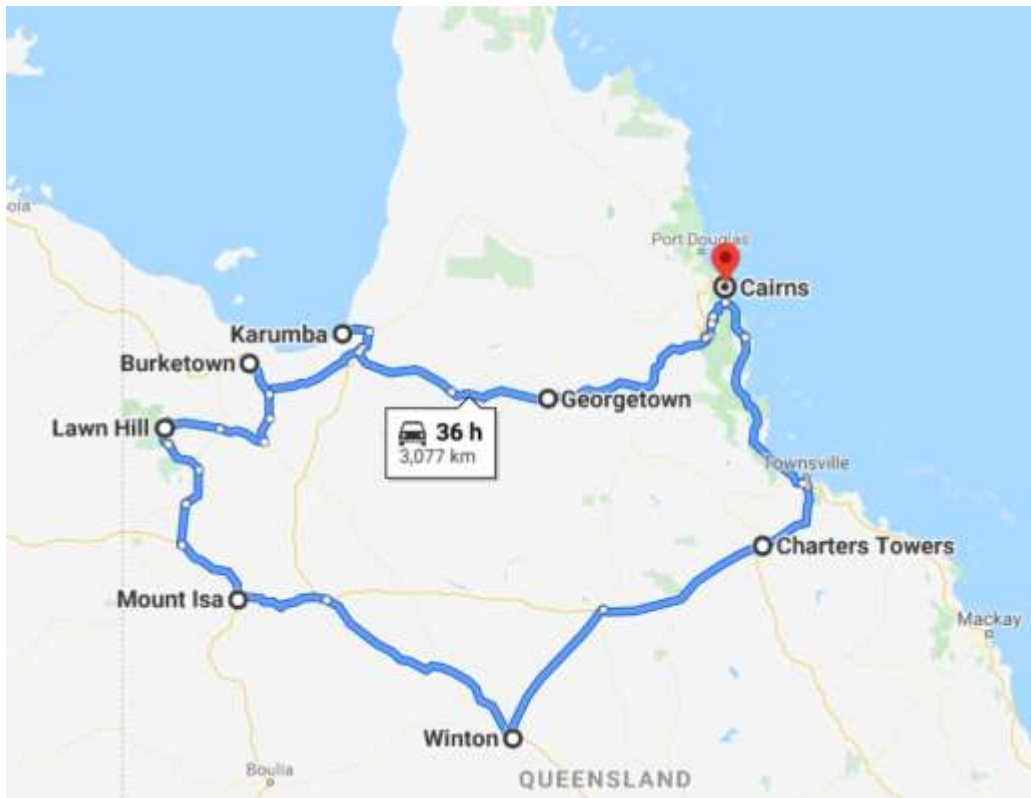 oia
Port Douglas
Cairns
Karumba
Burketown
Georgetown
Lawn Hill
36 h
3,077 km
Townsville
Charters Towers
Mount Isa
Mackay
Winton
Boulia
QUEENSLAND